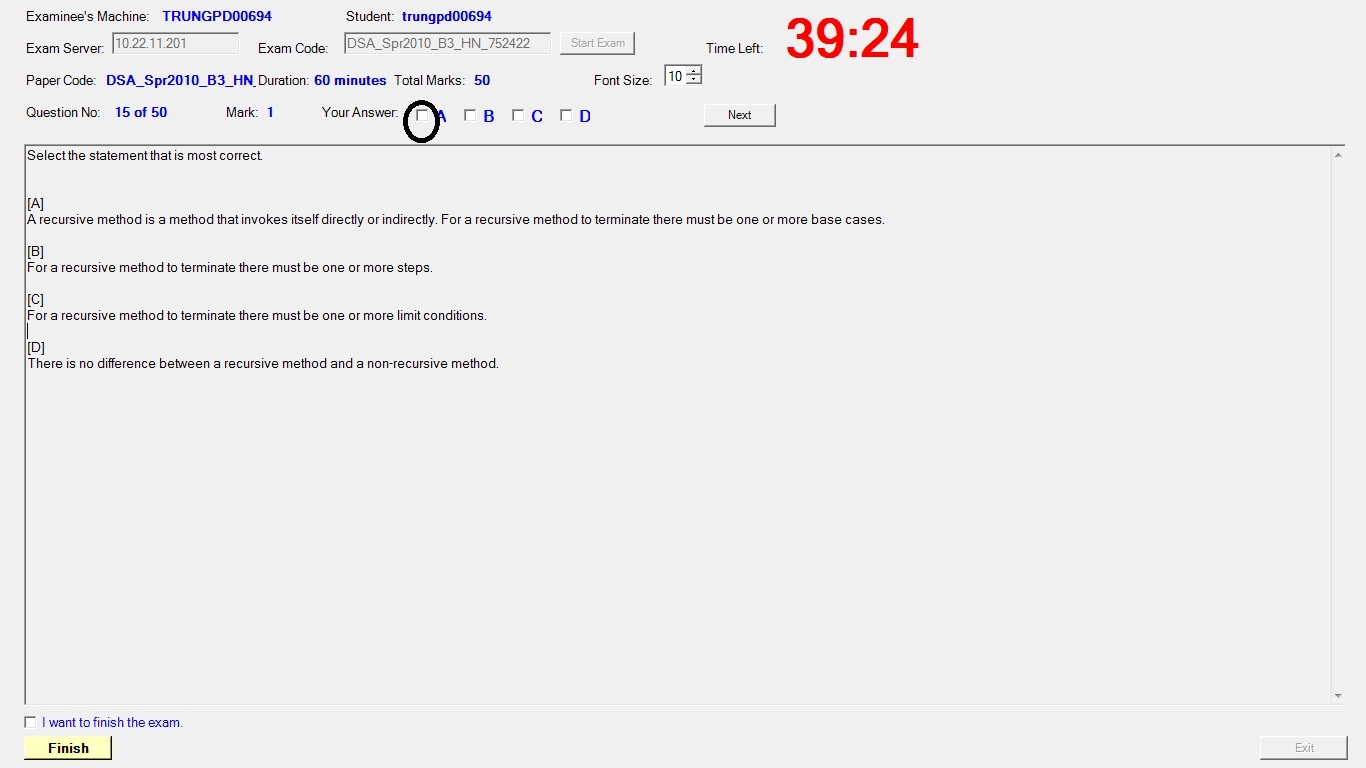 Examinee's Machine: TRUNGPD00694 Student: trungpd00694
Exam Server: 10.22.11.201 Exam Code: DSA_Spr2010_B3_HN_752422 Start Exam Time Left: 39:24
Paper Code: DSA_Spr2010_B3_HN_ Duration: 60 minutes Total Marks: 50 Font Size: 10
Question No: 15 of 50 Mark: 1 Your Answer: A B C D Next
Select the statement that is most correct.
[A]
A recursive method is a method that invokes itself directly or indirectly. For a recursive method to terminate there must be one or more base cases.
[B]
For a recursive method to terminate there must be one or more steps.
[C]
For a recursive method to terminate there must be one or more limit conditions.
[D]
There is no difference between a recursive method and a non-recursive method.
I want to finish the exam.
Finish Exit